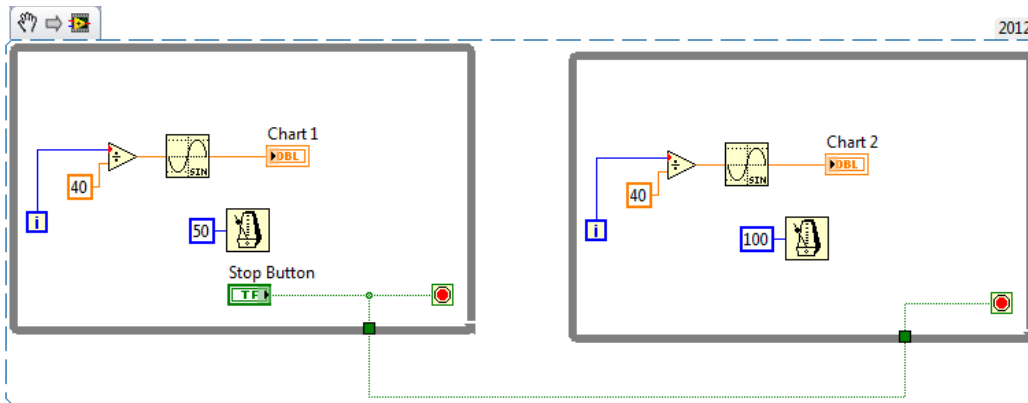 2012
Chart 1
÷
DBL
SIN
40
i
50
Stop Button
TF
Chart 2
÷
DBL
SIN
40
i
100